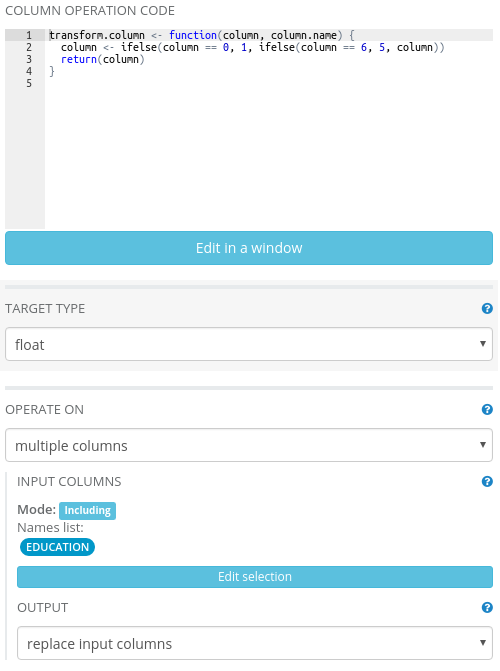 COLUMN OPERATION CODE
1 transform.column <- function(column, column.name) {
2   column <- ifelse(column == 0, 1, ifelse(column == 6, 5, column))
3   return(column)
4 }
5
Edit in a window
TARGET TYPE
float
OPERATE ON
multiple columns
INPUT COLUMNS
Mode: Including
Names list:
EDUCATION
Edit selection
OUTPUT
replace input columns